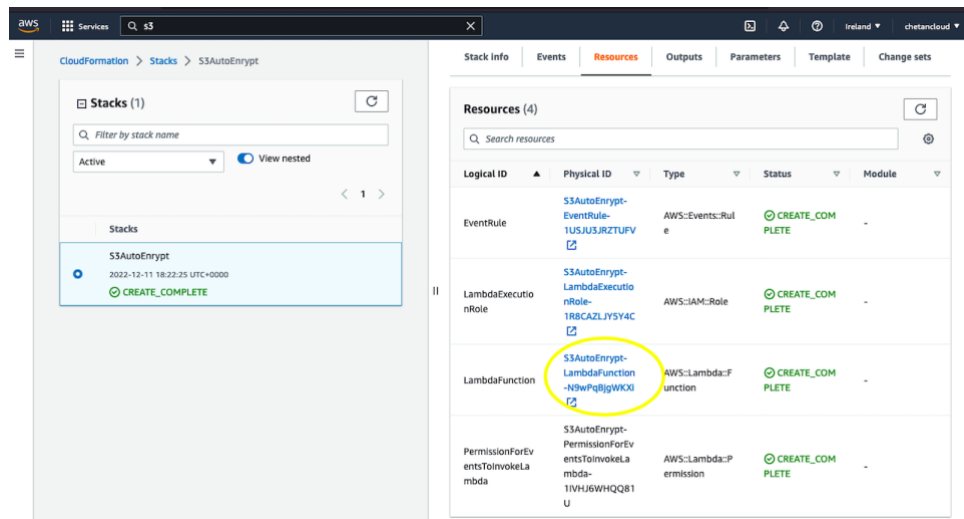 aws
Services
s3
Ireland ▼
chetancloud ▼
CloudFormation > Stacks > S3AutoEnrypt
Stacks (1)
Filter by stack name
Active
View nested
1
Stacks
S3AutoEnrypt
2022-12-11 18:22:25 UTC+0000
CREATE_COMPLETE
Stack info
Events
Resources
Outputs
Parameters
Template
Change sets
Resources (4)
Search resources
Logical ID
Physical ID
Type
Status
Module
EventRule
S3AutoEnrypt-
EventRule-
1USJU3JRZTUFV
AWS::Events::Rul
e
CREATE_COM
PLETE
-
LambdaExecutio
nRole
S3AutoEnrypt-
LambdaExecutio
nRole-
1R8CAZLJY5Y4C
AWS::IAM::Role
CREATE_COM
PLETE
-
LambdaFunction
S3AutoEnrypt-
LambdaFunction
-N9wPqBjgWKXI
AWS::Lambda::F
unction
CREATE_COM
PLETE
-
PermissionForEv
entsToInvokeLa
mbda
S3AutoEnrypt-
PermissionForEv
entsToInvokeLa
mbda-
1IVHJ6WHQQ81
U
AWS::Lambda::P
ermission
CREATE_COM
PLETE
-